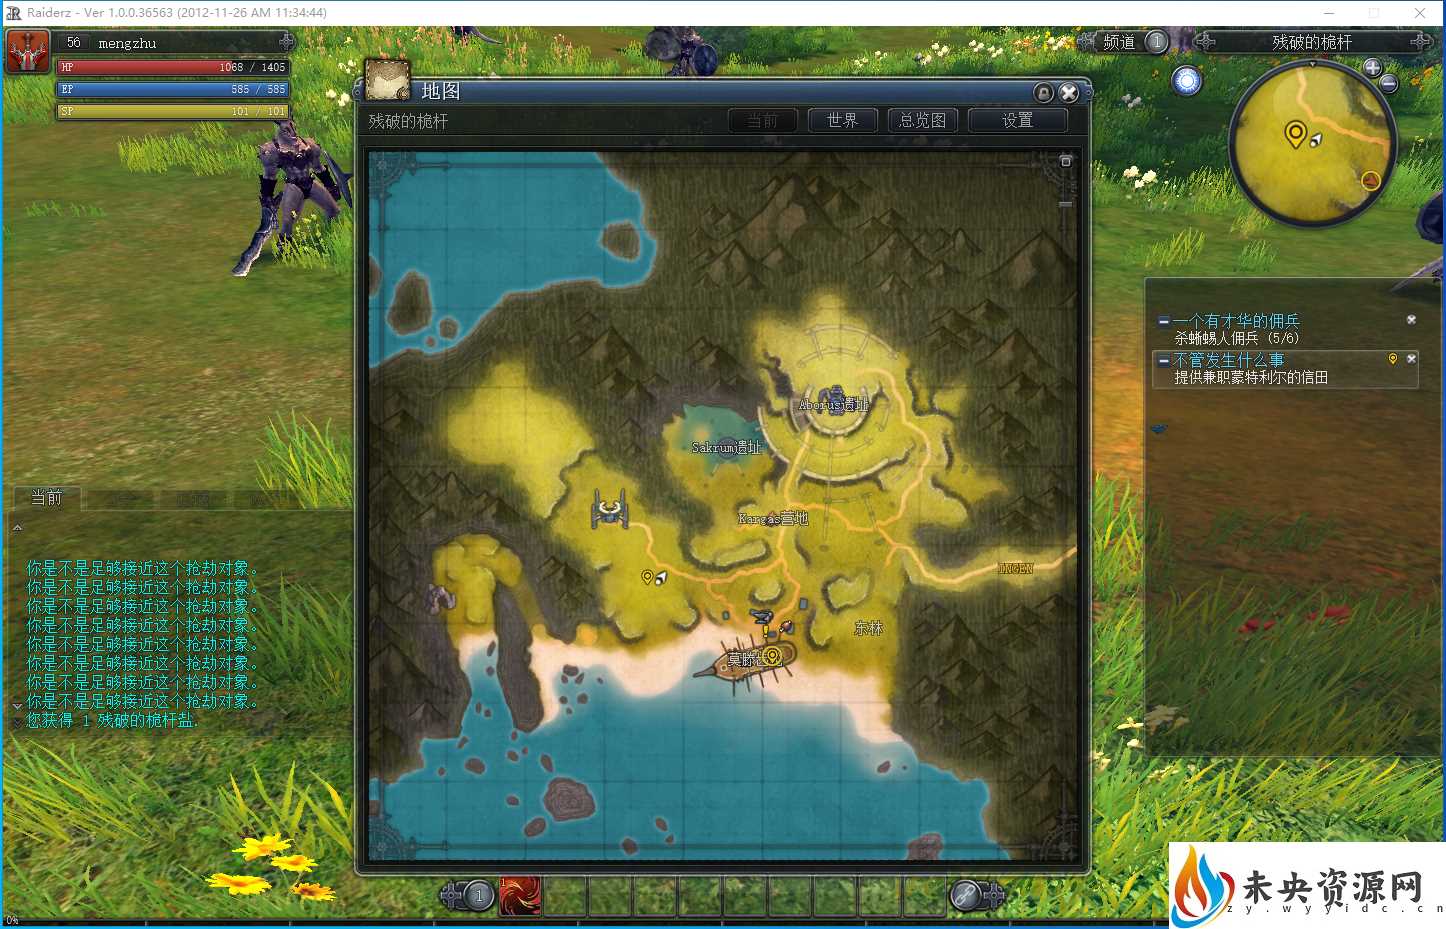 Raiderz - Ver 1.0.0.36563 (2012-11-26 AM 11:34:44)
56 mengzhu
HP 1068 / 1405
EP 585 / 585
SP 101 / 101
频道 1
残破的桅杆
地图
残破的桅杆
当前 世界 总览图 设置
Aborus遗址
Sakrum遗址
Kargas营地
INGEN
东林
一个有才华的佣兵
杀蜥蜴人佣兵 (5/6)
不管发生什么事
提供兼职蒙特利尔的信田
当前
你是不是足够接近这个抢劫对象。
你是不是足够接近这个抢劫对象。
你是不是足够接近这个抢劫对象。
你是不是足够接近这个抢劫对象。
你是不是足够接近这个抢劫对象。
你是不是足够接近这个抢劫对象。
你是不是足够接近这个抢劫对象。
你是不是足够接近这个抢劫对象。
您获得 1 残破的桅杆盐.
1
1
0%
未央资源网
zy.wyyidc.cn